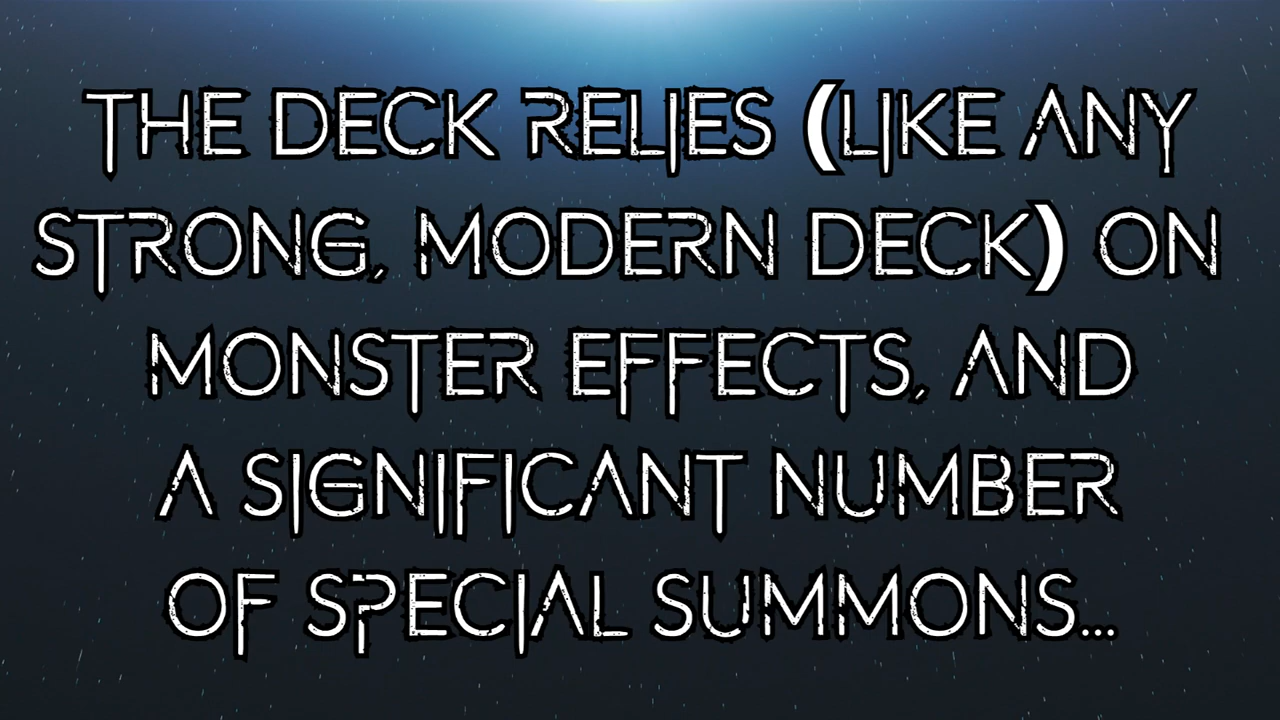 THE DECK RELIES (LIKE ANY
STRONG, MODERN DECK) ON
MONSTER EFFECTS, AND
A SIGNIFICANT NUMBER
OF SPECIAL SUMMONS...